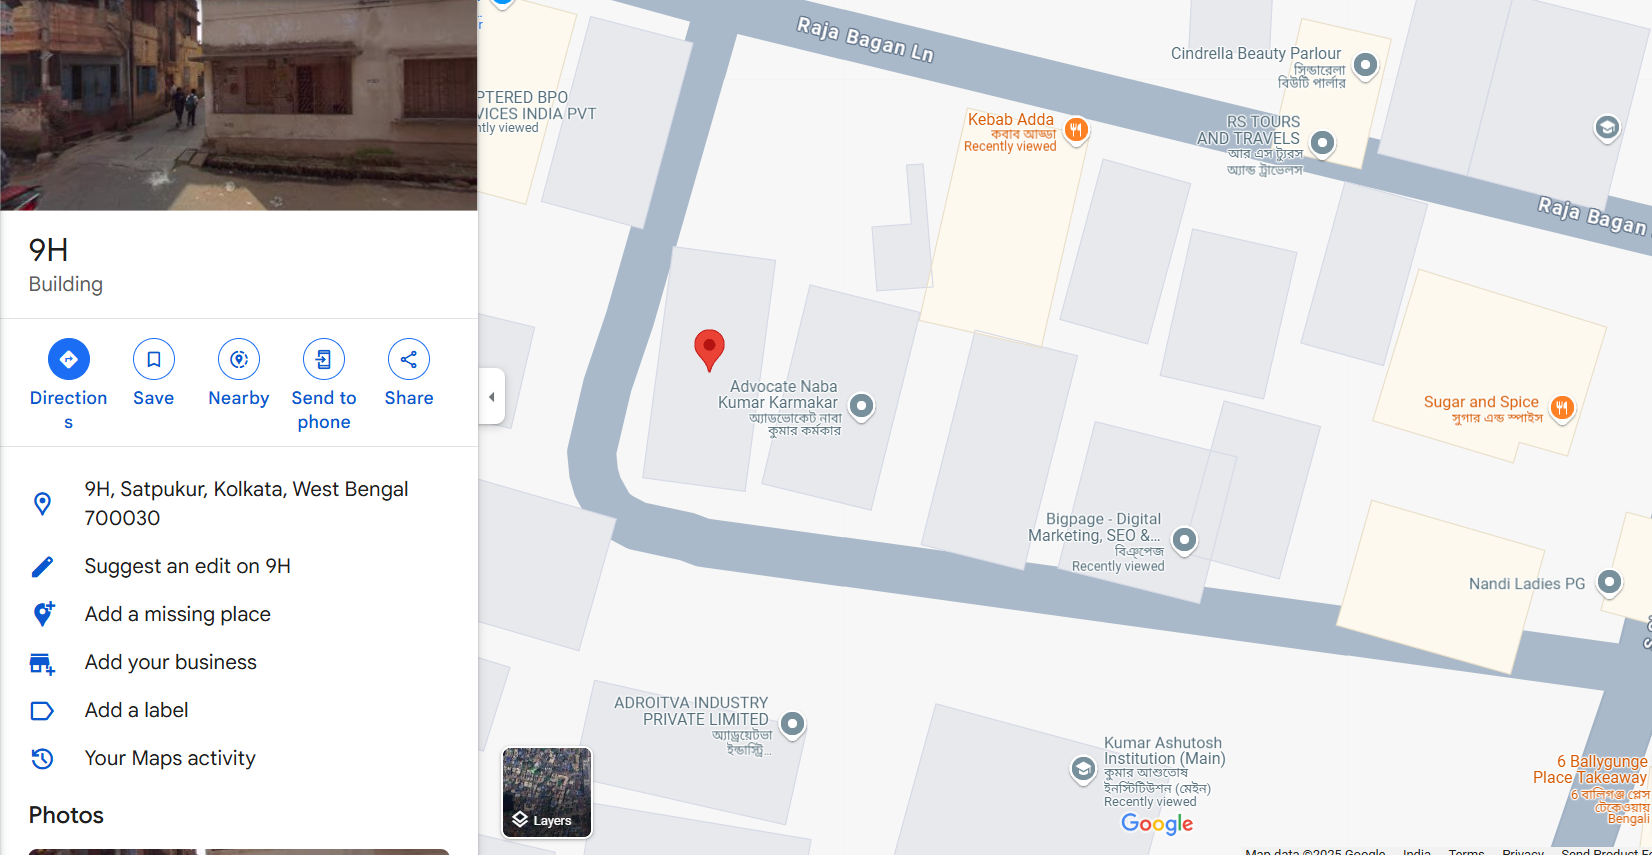 9H
Building
Direction
s
Save
Nearby
Send to
phone
Share
9H, Satpukur, Kolkata, West Bengal
700030
Suggest an edit on 9H
Add a missing place
Add your business
Add a label
Your Maps activity
Photos
Raja Bagan Ln
PTERED BPO
VICES INDIA PVT
ntly viewed
Kebab Adda
কবাব আড্ডা
Recently viewed
Cindrella Beauty Parlour
সিন্ডারেলা
বিউটি পার্লার
RS TOURS
AND TRAVELS
আর এস ট্যুরস
অ্যান্ড ট্রাভেলস
Raja Bagan
Advocate Naba
Kumar Karmakar
অ্যাডভোকেট নাবা
কুমার কর্মকার
Sugar and Spice
সুগার এন্ড স্পাইস
Bigpage - Digital
Marketing, SEO &...
Recently viewed
Nandi Ladies PG
ADROITVA INDUSTRY
PRIVATE LIMITED
অ্যাড্রয়েটভা
ইন্ডাস্ট্রি...
Kumar Ashutosh
Institution (Main)
কুমার আশুতোষ
ইনস্টিটিউশন (মেইন)
Recently viewed
6 Ballygunge
Place Takeaway
6 বালিগঞ্জ প্লেস
টেকেওয়ায়
Bengali
Layers
Google
Map data ©2025 Google India Terms Privacy Send Product Fe